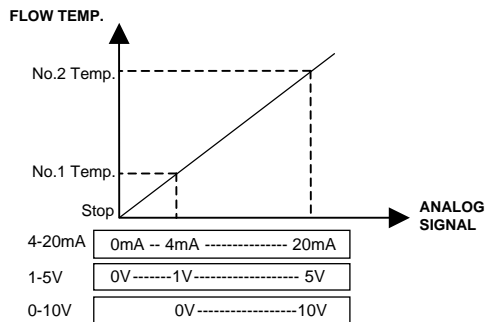 FLOW TEMP.
No.2 Temp.
No.1 Temp.
Stop
ANALOG
SIGNAL
4-20mA 0mA -- 4mA --------------- 20mA
1-5V 0V-------1V------------------- 5V
0-10V 0V------------------10V